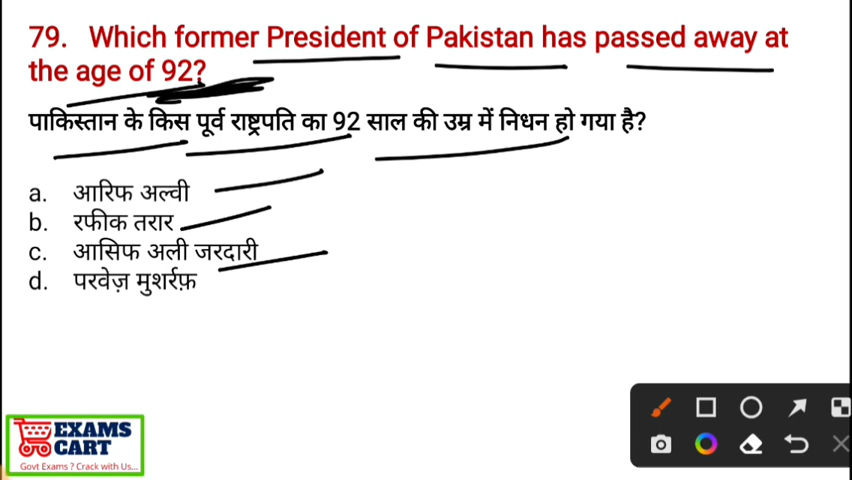 79. Which former President of Pakistan has passed away at
the age of 92?
पाकिस्तान के किस पूर्व राष्ट्रपति का 92 साल की उम्र में निधन हो गया है?
a. आरिफ अल्वी
b. रफीक तरार
c. आसिफ अली जरदारी
d. परवेज़ मुशर्रफ़
EXAMS
CART
Govt Exams ? Crack with Us...